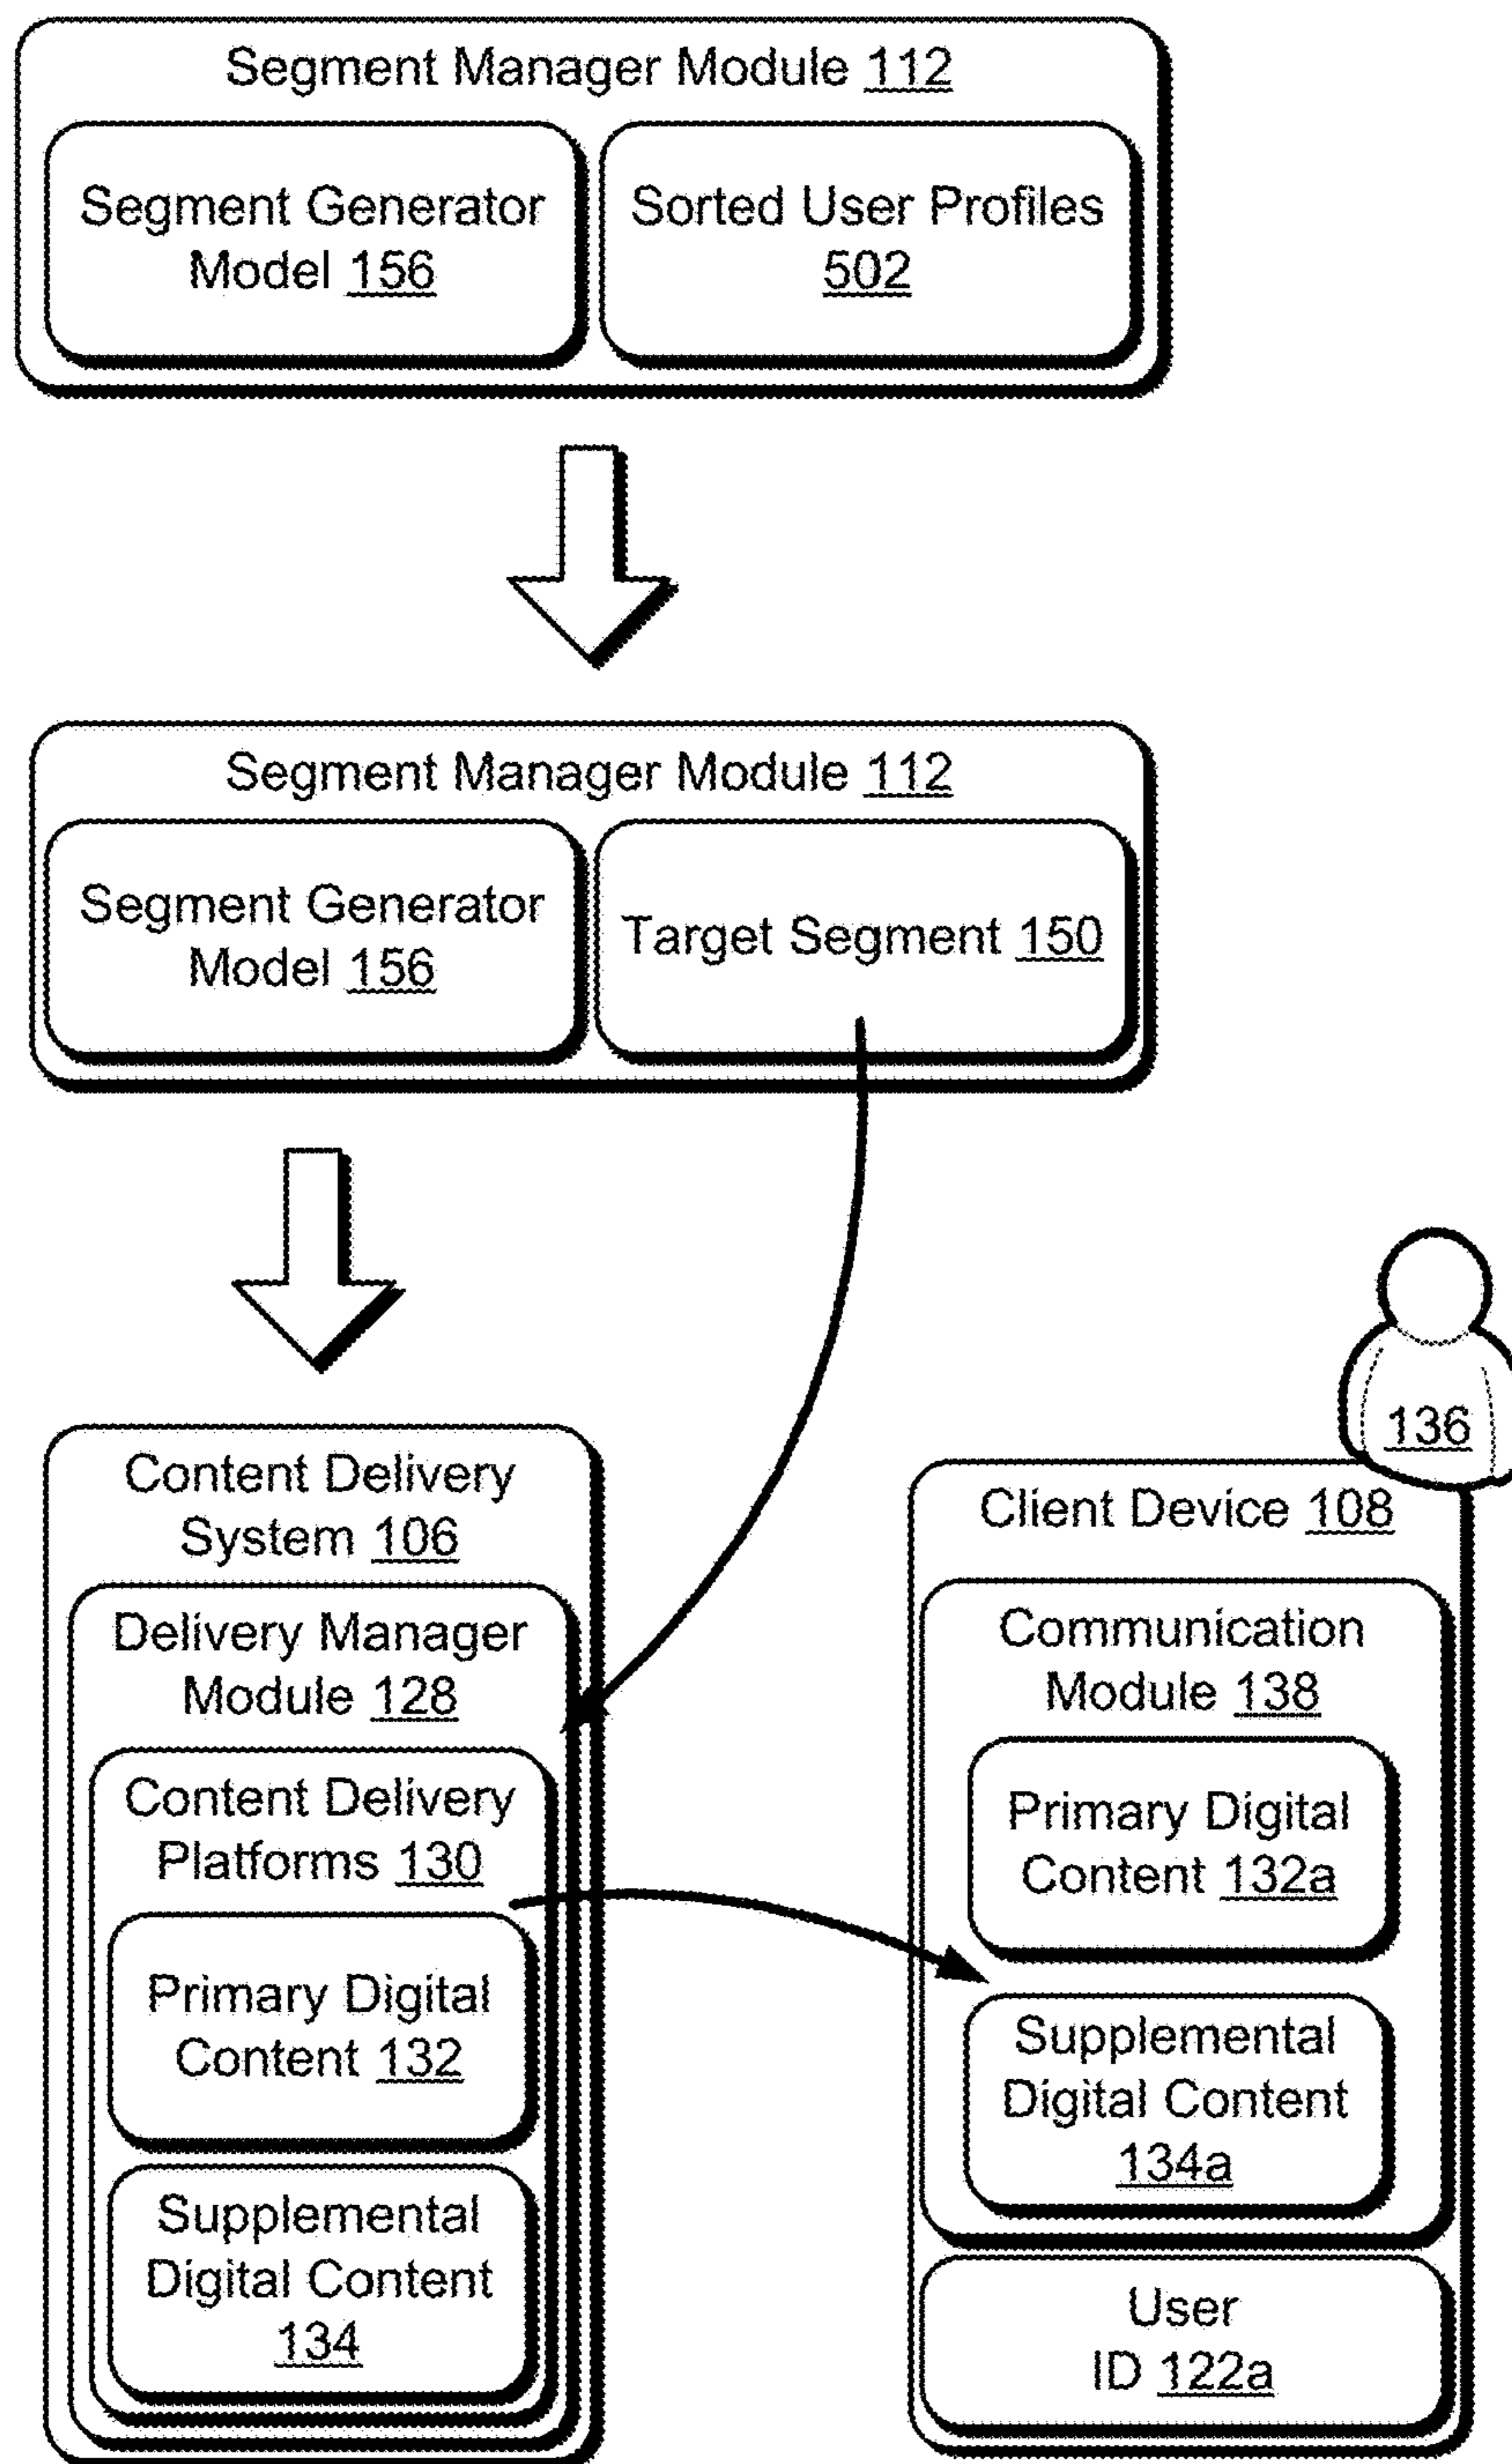 Segment Manager Module 112
Segment Generator
Model 156
Sorted User Profiles
502
Segment Manager Module 112
Segment Generator
Model 156
Target Segment 150
Content Delivery
System 106
Delivery Manager
Module 128
Content Delivery
Platforms 130
Primary Digital
Content 132
Supplemental
Digital Content
134
136
Client Device 108
Communication
Module 138
Primary Digital
Content 132a
Supplemental
Digital Content
134a
User
ID 122a